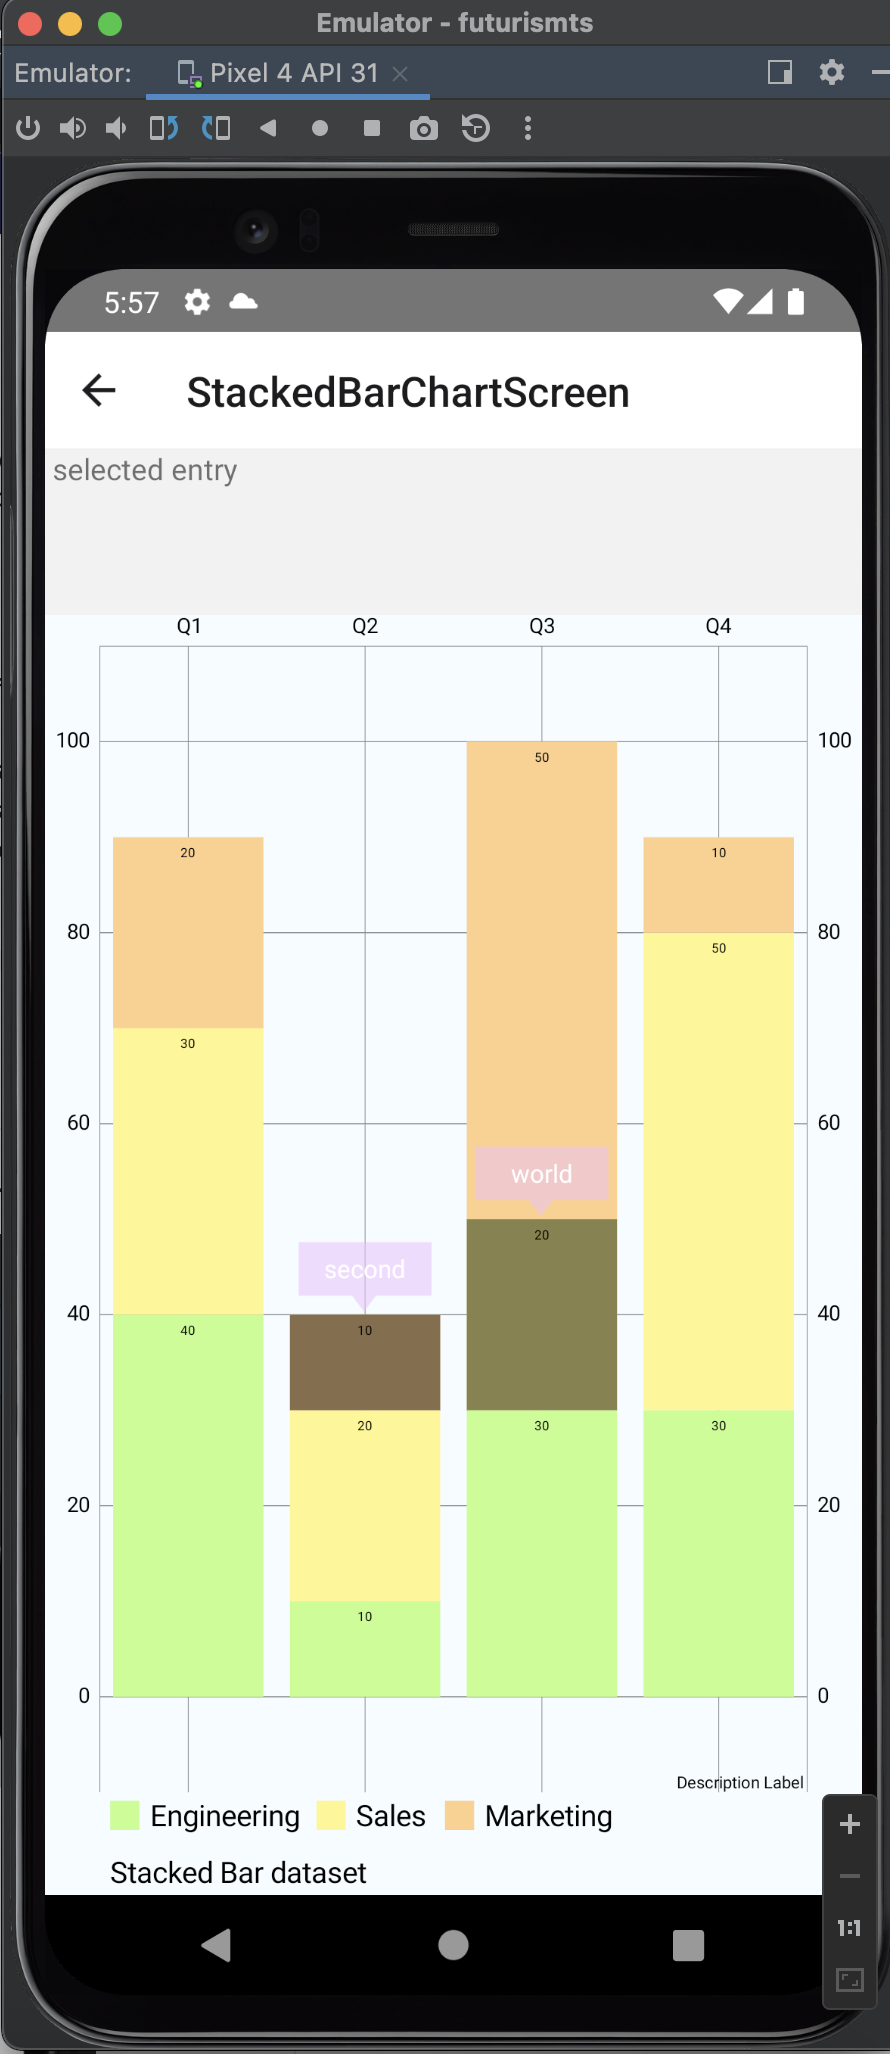 Emulator - futurismts
Emulator: Pixel 4 API 31
5:57
StackedBarChartScreen
selected entry
Q1 Q2 Q3 Q4
100 100
50
20 10
80 80
50
30
60 60
world
20
second
40 40
40 10
20 30 30
20 20
10
0 0
Description Label
Engineering Sales Marketing
1:1
Stacked Bar dataset